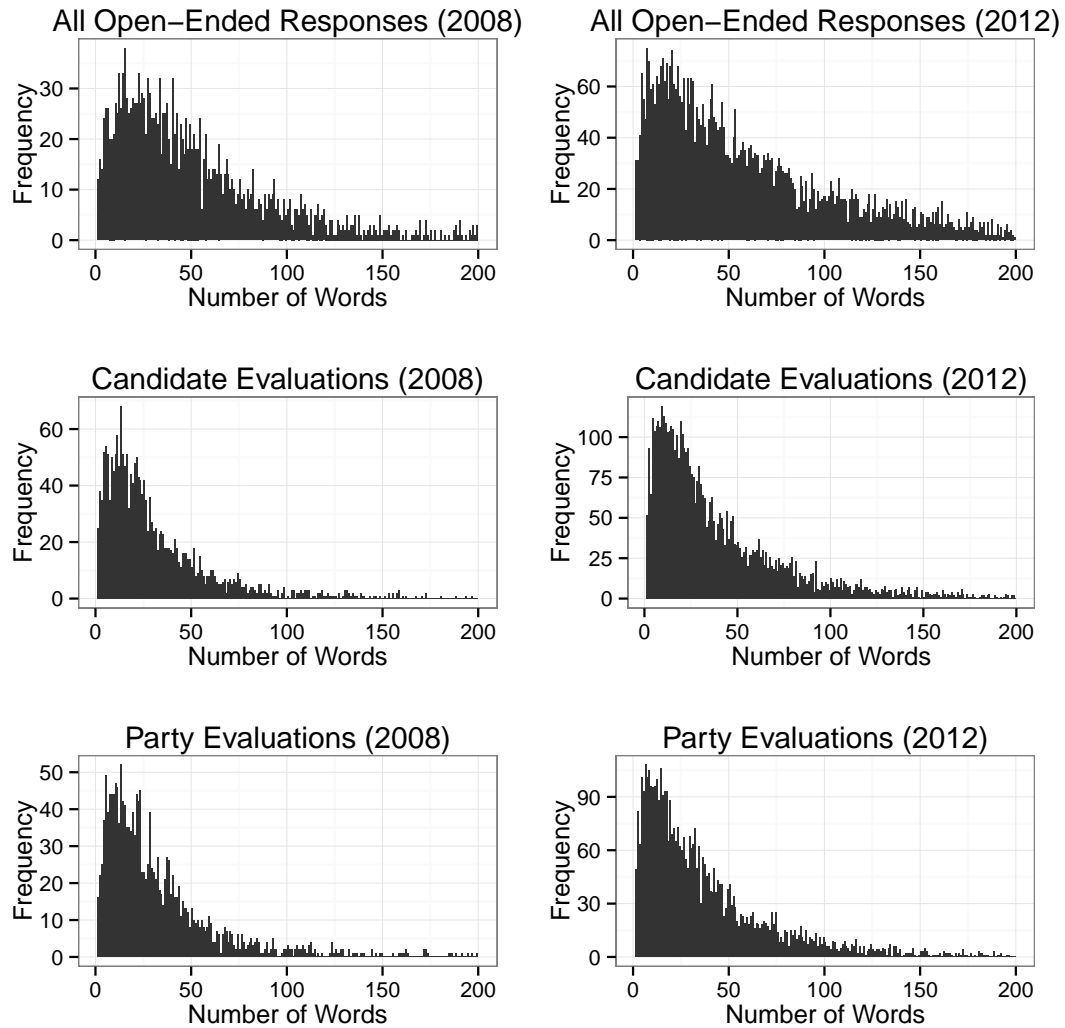 All Open−Ended Responses (2008)
Frequency
30
20
10
0
0 50 100 150 200
Number of Words
All Open−Ended Responses (2012)
Frequency
60
40
20
0
0 50 100 150 200
Number of Words
Candidate Evaluations (2008)
Frequency
60
40
20
0
0 50 100 150 200
Number of Words
Candidate Evaluations (2012)
Frequency
100
75
50
25
0
0 50 100 150 200
Number of Words
Party Evaluations (2008)
Frequency
50
40
30
20
10
0
0 50 100 150 200
Number of Words
Party Evaluations (2012)
Frequency
90
60
30
0
0 50 100 150 200
Number of Words